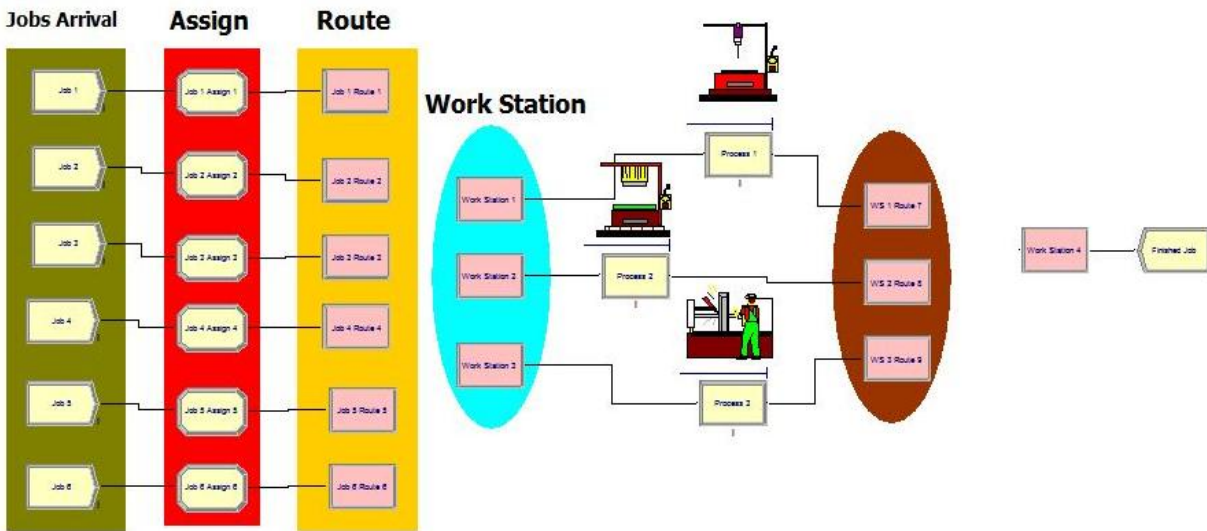 Jobs Arrival
Assign
Route
Job 1
Job 1 Assign 1
Job 1 Route 1
Job 2
Job 2 Assign 2
Job 2 Route 2
Job 3
Job 3 Assign 3
Job 3 Route 3
Job 4
Job 4 Assign 4
Job 4 Route 4
Job 5
Job 5 Assign 5
Job 5 Route 5
Job 6
Job 6 Assign 6
Job 6 Route 6
Work Station
Work Station 1
Process 1
WS 1 Route 7
Work Station 2
Process 2
WS 2 Route 8
Work Station 3
Process 3
WS 3 Route 9
Work Station 4
Finished Job